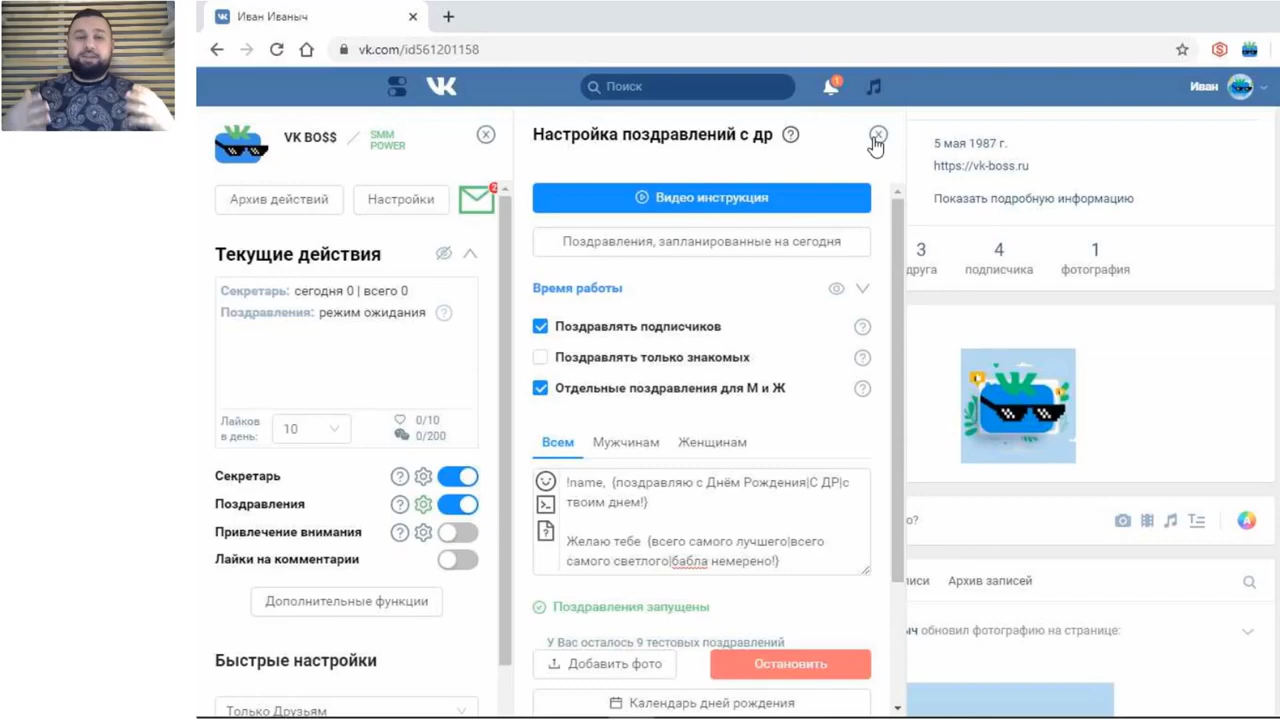 Иван Иваныч
vk.com/id561201158
Поиск
1
Иван
VK BO$$
SMM
POWER
Архив действий
Настройки
2
Текущие действия
Секретарь: сегодня 0 | всего 0
Поздравления: режим ожидания
Лайков
в день:
10
0/10
0/200
Секретарь
Поздравления
Привлечение внимания
Лайки на комментарии
Дополнительные функции
Быстрые настройки
Только Друзьям
Настройка поздравлений с др
Видео инструкция
Поздравления, запланированные на сегодня
Время работы
Поздравлять подписчиков
Поздравлять только знакомых
Отдельные поздравления для М и Ж
Всем
Мужчинам
Женщинам
!name, {поздравляю с Днём Рождения|С ДР|с
твоим днем!}
Желаю тебе {всего самого лучшего|всего
самого светлого|бабла немерено!}
Поздравления запущены
У Вас осталось 9 тестовых поздравлений
Добавить фото
Остановить
Календарь дней рождения
5 мая 1987 г.
https://vk-boss.ru
Показать подробную информацию
3
4
1
друга
подписчика
фотография
о?
иси
Архив записей
ыч обновил фотографию на странице: